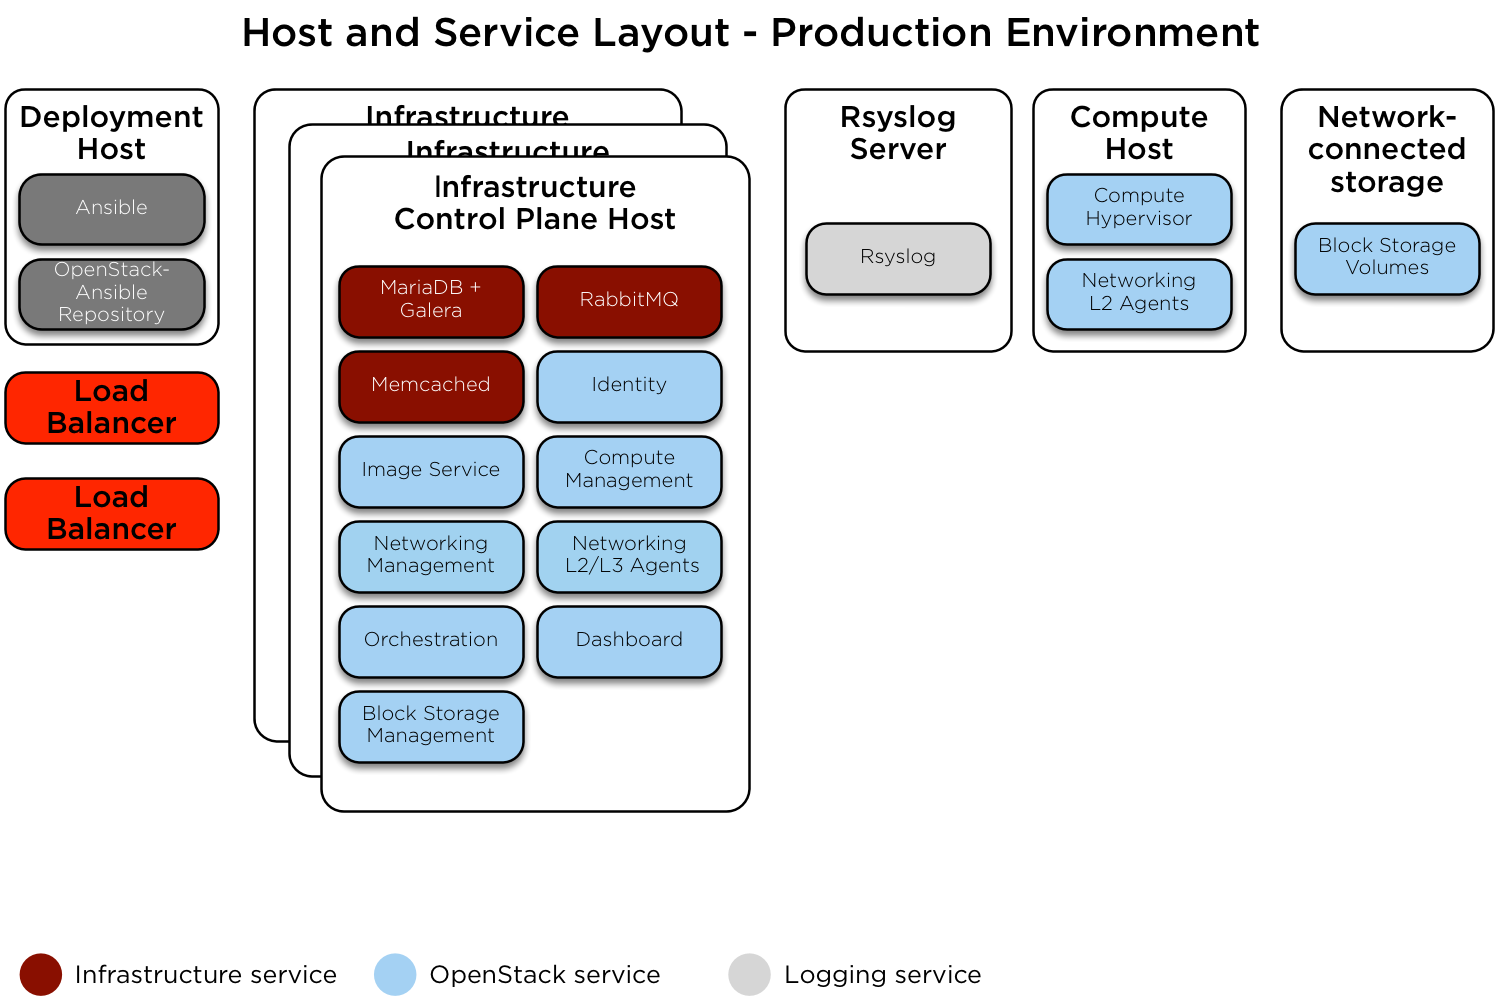 Host and Service Layout - Production Environment
Deployment
Host
Ansible
OpenStack-
Ansible
Repository
Load
Balancer
Load
Balancer
Infrastructure
Infrastructure
Infrastructure
Control Plane Host
MariaDB +
Galera
RabbitMQ
Memcached
Identity
Image Service
Compute
Management
Networking
Management
Networking
L2/L3 Agents
Orchestration
Dashboard
Block Storage
Management
Rsyslog
Server
Rsyslog
Compute
Host
Compute
Hypervisor
Networking
L2 Agents
Network-
connected
storage
Block Storage
Volumes
Infrastructure service
OpenStack service
Logging service